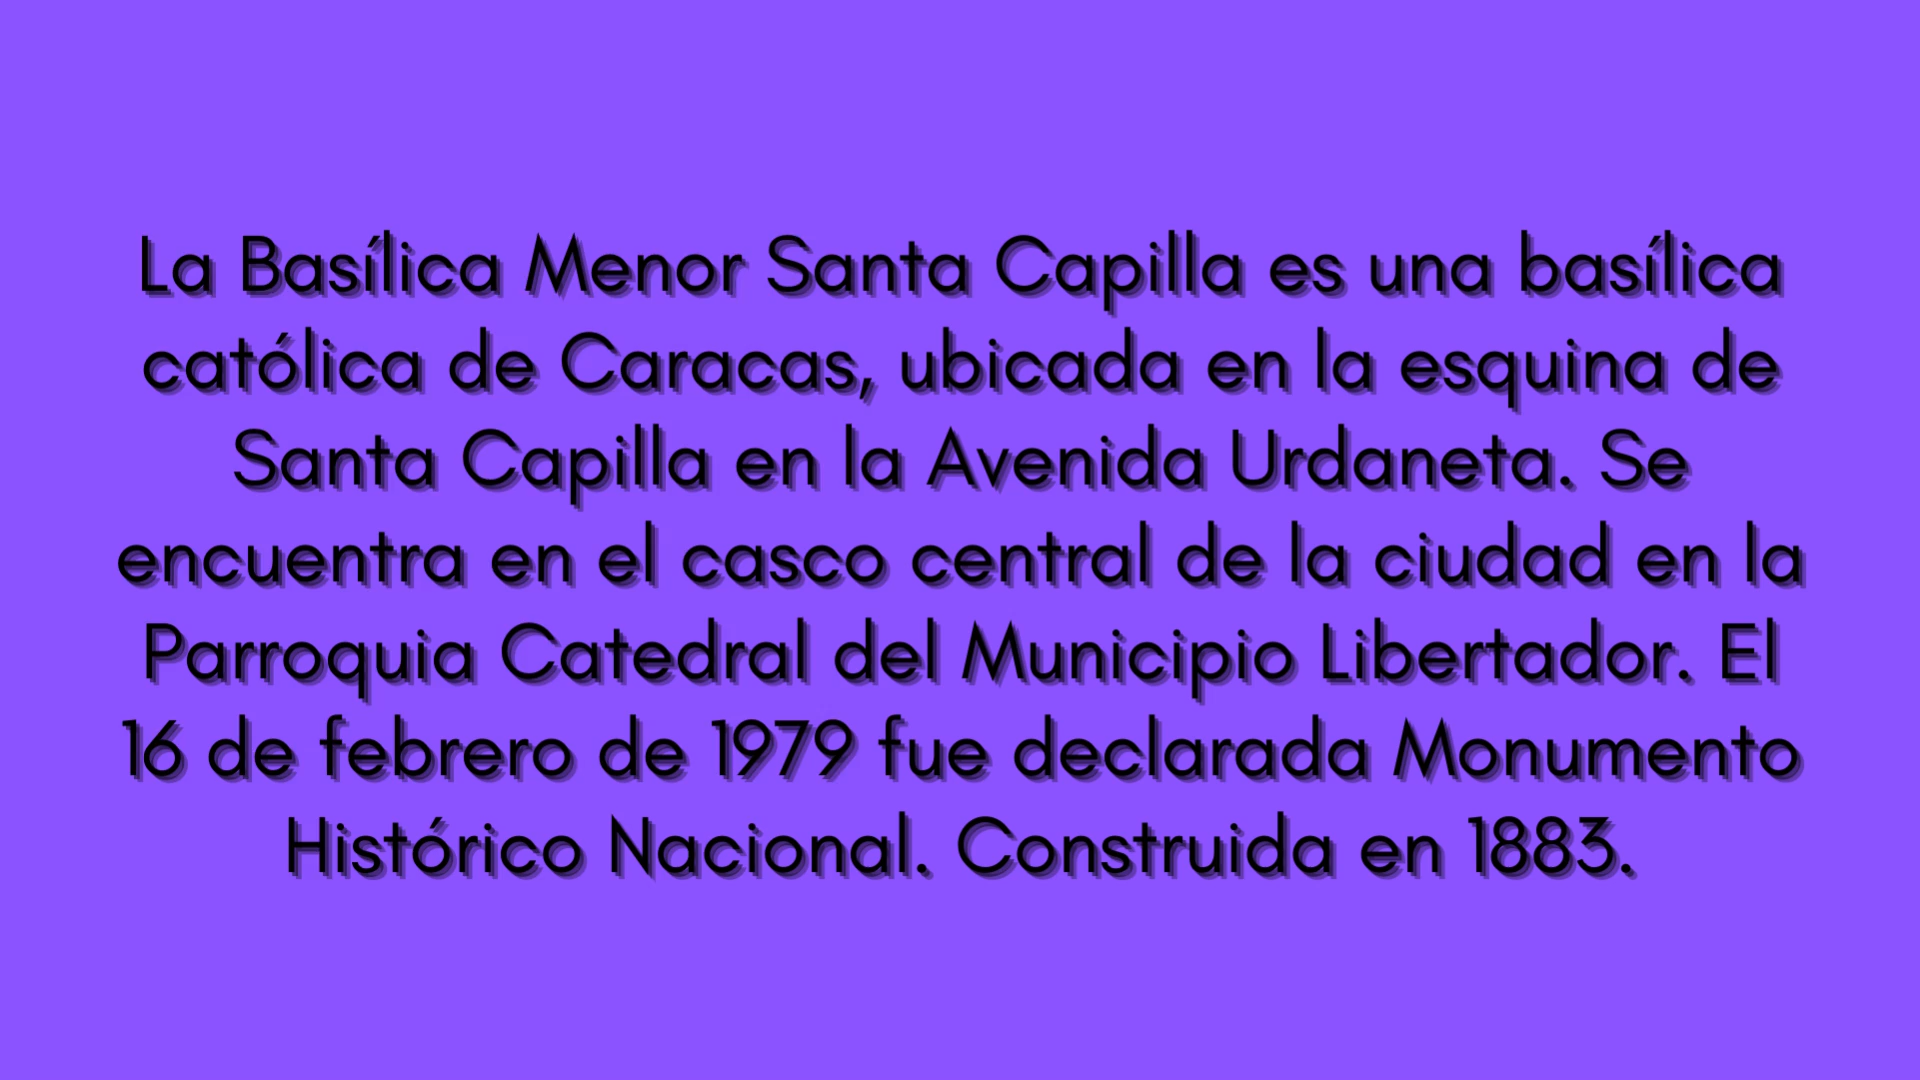 La Basílica Menor Santa Capilla es una basílica
católica de Caracas, ubicada en la esquina de
Santa Capilla en la Avenida Urdaneta. Se
encuentra en el casco central de la ciudad en la
Parroquia Catedral del Municipio Libertador. El
16 de febrero de 1979 fue declarada Monumento
Histórico Nacional. Construida en 1883.